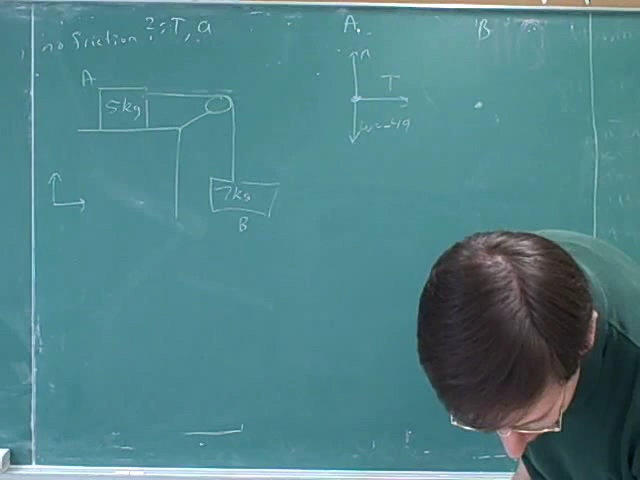 no friction ?: T, a
A
5kg
7kg
B
A.
n
T
w=-49
B